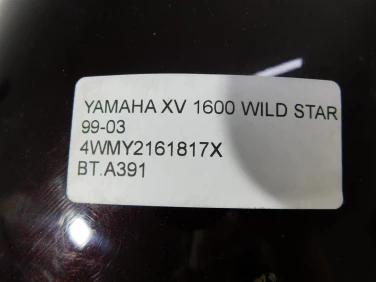 YAMAHA XV 1600 WILD STAR
99-03
4WMY2161817X
BT.A391